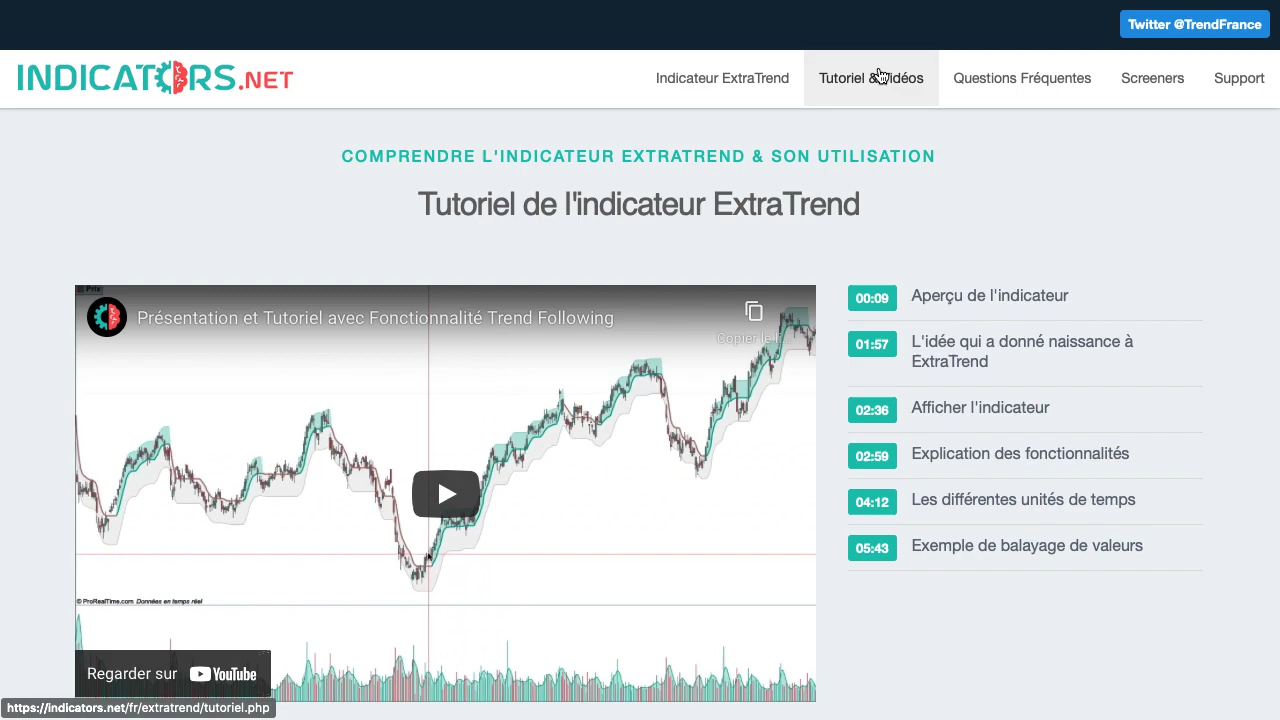 Twitter @TrendFrance
INDICATORS.NET
Indicateur ExtraTrend
Tutoriel & Vidéos
Questions Fréquentes
Screeners
Support
COMPRENDRE L'INDICATEUR EXTRATREND & SON UTILISATION
Tutoriel de l'indicateur ExtraTrend
Prix
Présentation et Tutoriel avec Fonctionnalité Trend Following
Copier le l...
© ProRealTime.com Données en temps réel
Regarder sur YouTube
00:09 Aperçu de l'indicateur
01:57 L'idée qui a donné naissance à
ExtraTrend
02:36 Afficher l'indicateur
02:59 Explication des fonctionnalités
04:12 Les différentes unités de temps
05:43 Exemple de balayage de valeurs
https://indicators.net/fr/extratrend/tutoriel.php